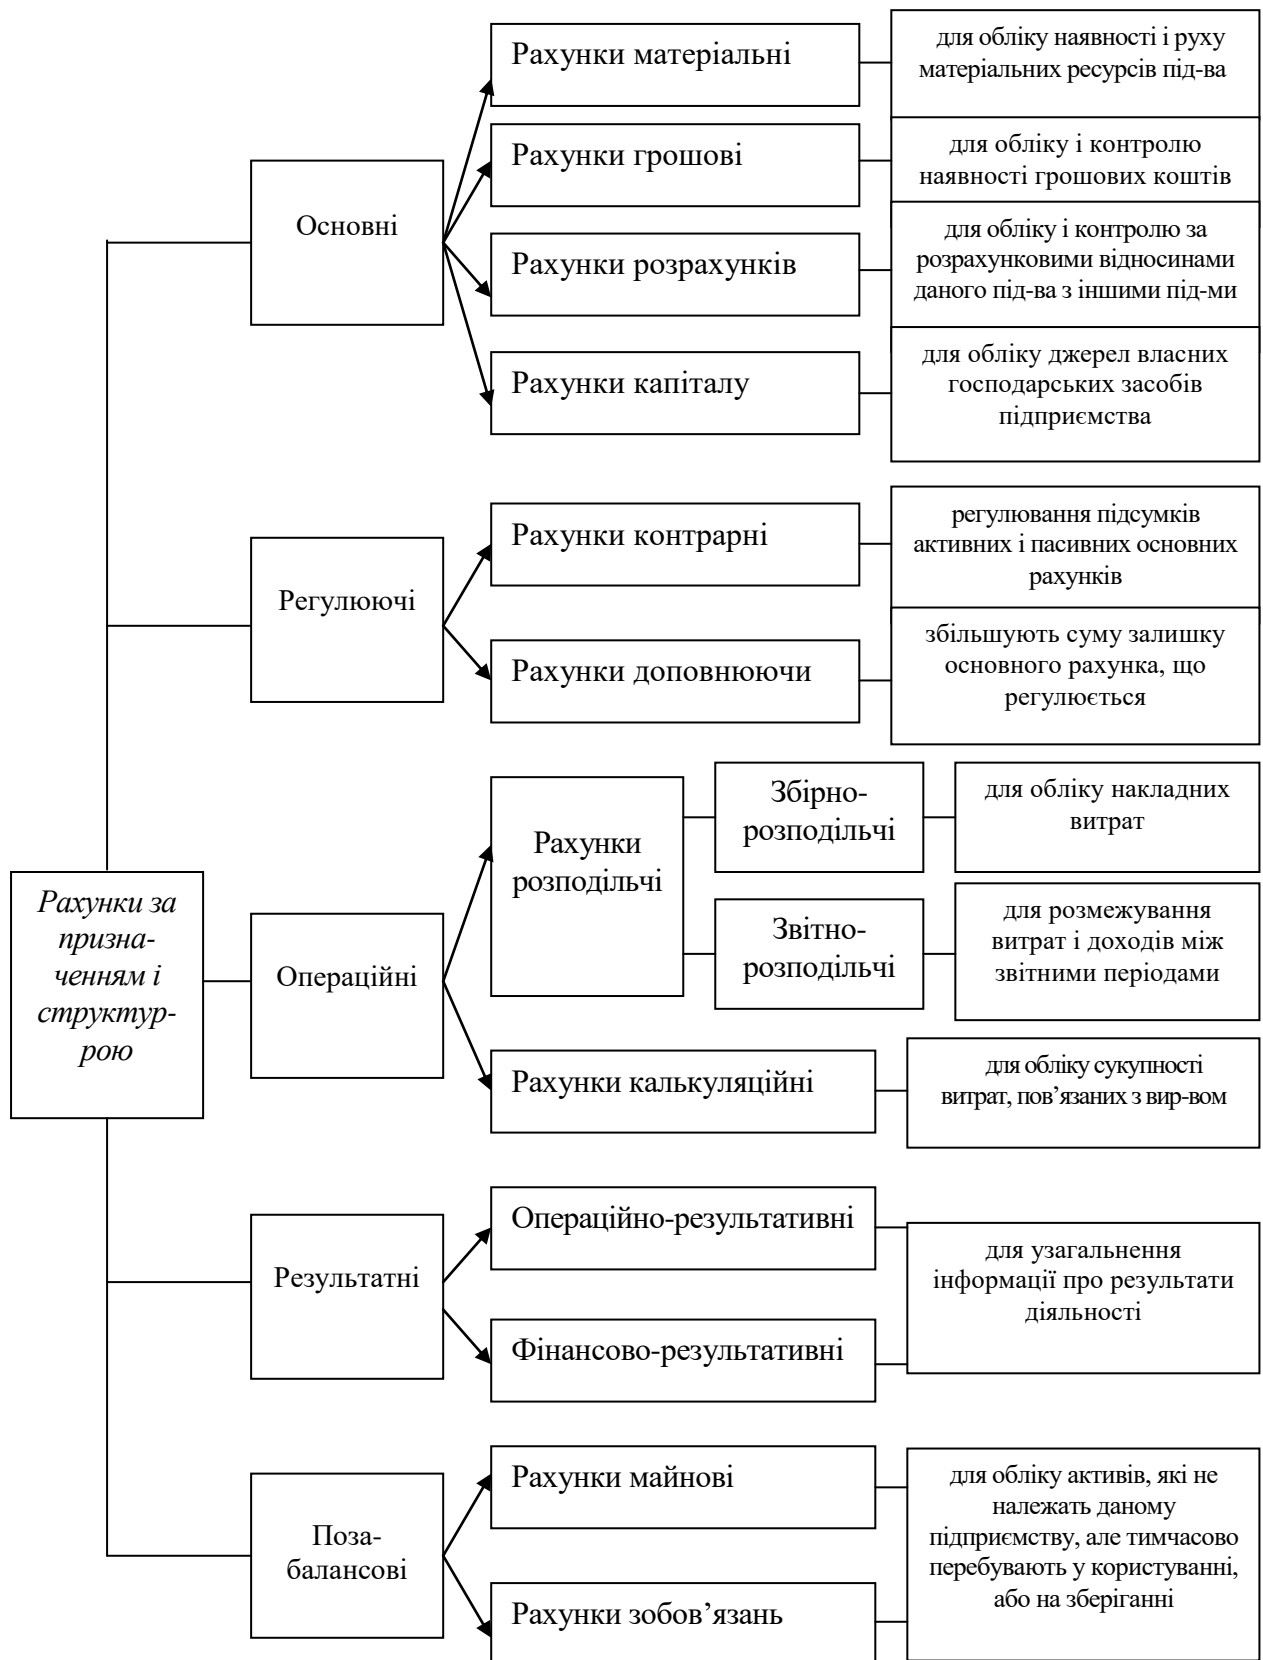 Рахунки матеріальні
для обліку наявності і руху
матеріальних ресурсів під-ва
Основні
Рахунки грошові
для обліку і контролю
наявності грошових коштів
Рахунки розрахунків
для обліку і контролю за
розрахунковими відносинами
даного під-ва з іншими під-ми
Рахунки капіталу
для обліку джерел власних
господарських засобів
підприємства
Регулюючі
Рахунки контрарні
регулювання підсумків
активних і пасивних основних
рахунків
Рахунки доповнюючи
збільшують суму залишку
основного рахунка, що
регулюється
Рахунки за
призна-
ченням і
структур-
рою
Операційні
Рахунки
розподільчі
Збірно-
розподільчі
для обліку накладних
витрат
Звітно-
розподільчі
для розмежування
витрат і доходів між
звітними періодами
Рахунки калькуляційні
для обліку сукупності
витрат, пов’язаних з вир-вом
Результатні
Операційно-результативні
Фінансово-результативні
для узагальнення
інформації про результати
діяльності
Поза-
балансові
Рахунки майнові
Рахунки зобов’язань
для обліку активів, які не
належать даному
підприємству, але тимчасово
перебувають у користуванні,
або на зберіганні